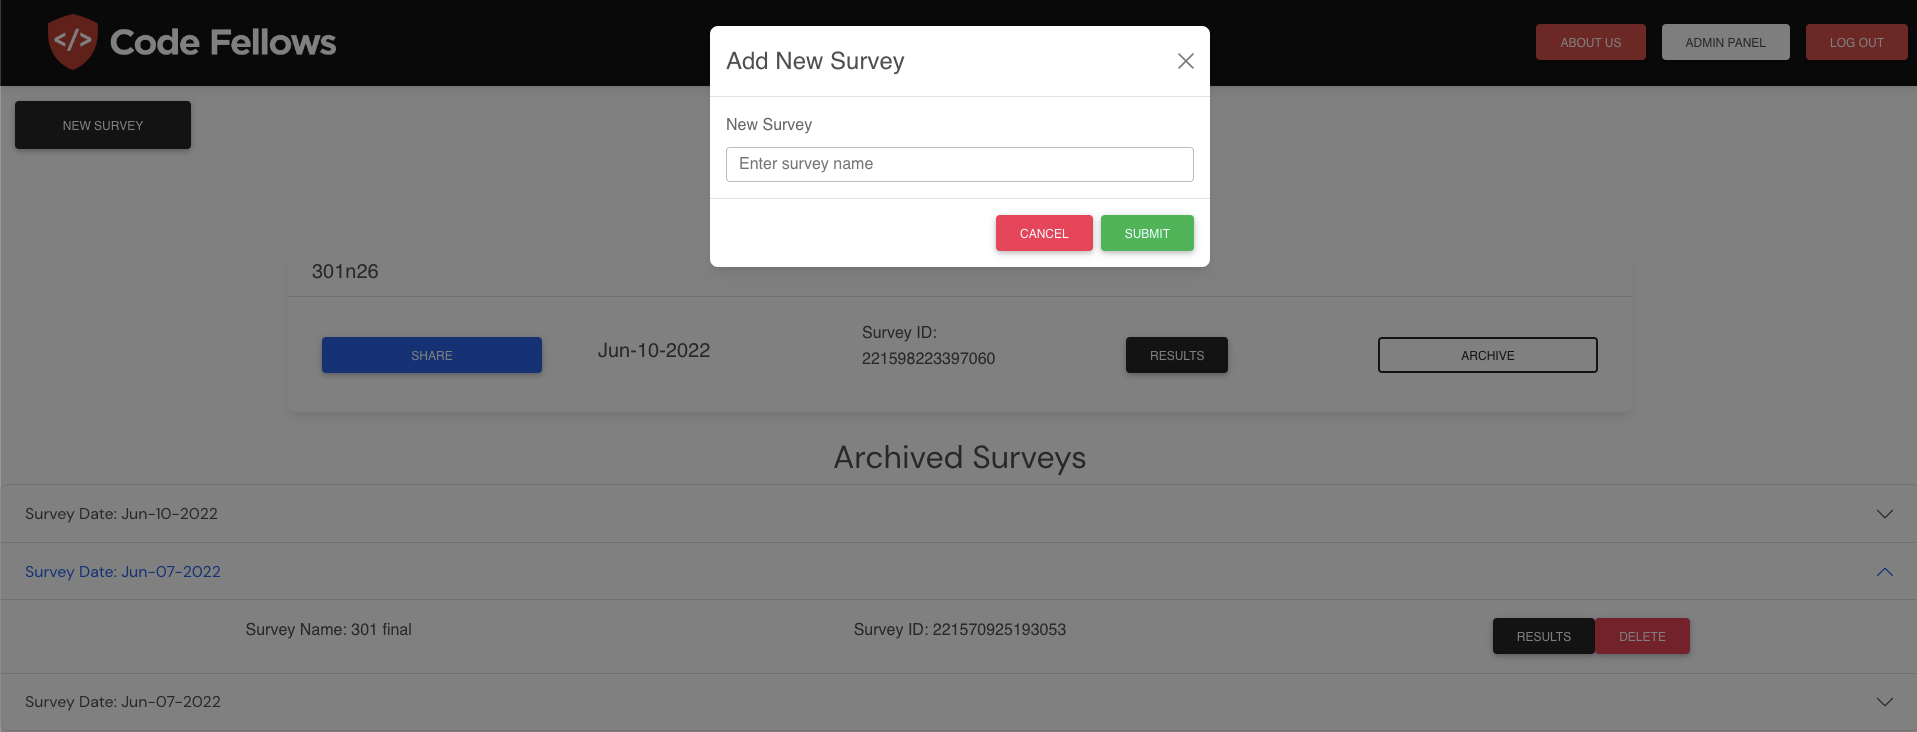 </> Code Fellows
ABOUT US
ADMIN PANEL
LOG OUT
NEW SURVEY
Add New Survey
New Survey
Enter survey name
CANCEL
SUBMIT
301n26
SHARE
Jun-10-2022
Survey ID:
221598223397060
RESULTS
ARCHIVE
Archived Surveys
Survey Date: Jun-10-2022
Survey Date: Jun-07-2022
Survey Name: 301 final
Survey ID: 221570925193053
RESULTS
DELETE
Survey Date: Jun-07-2022